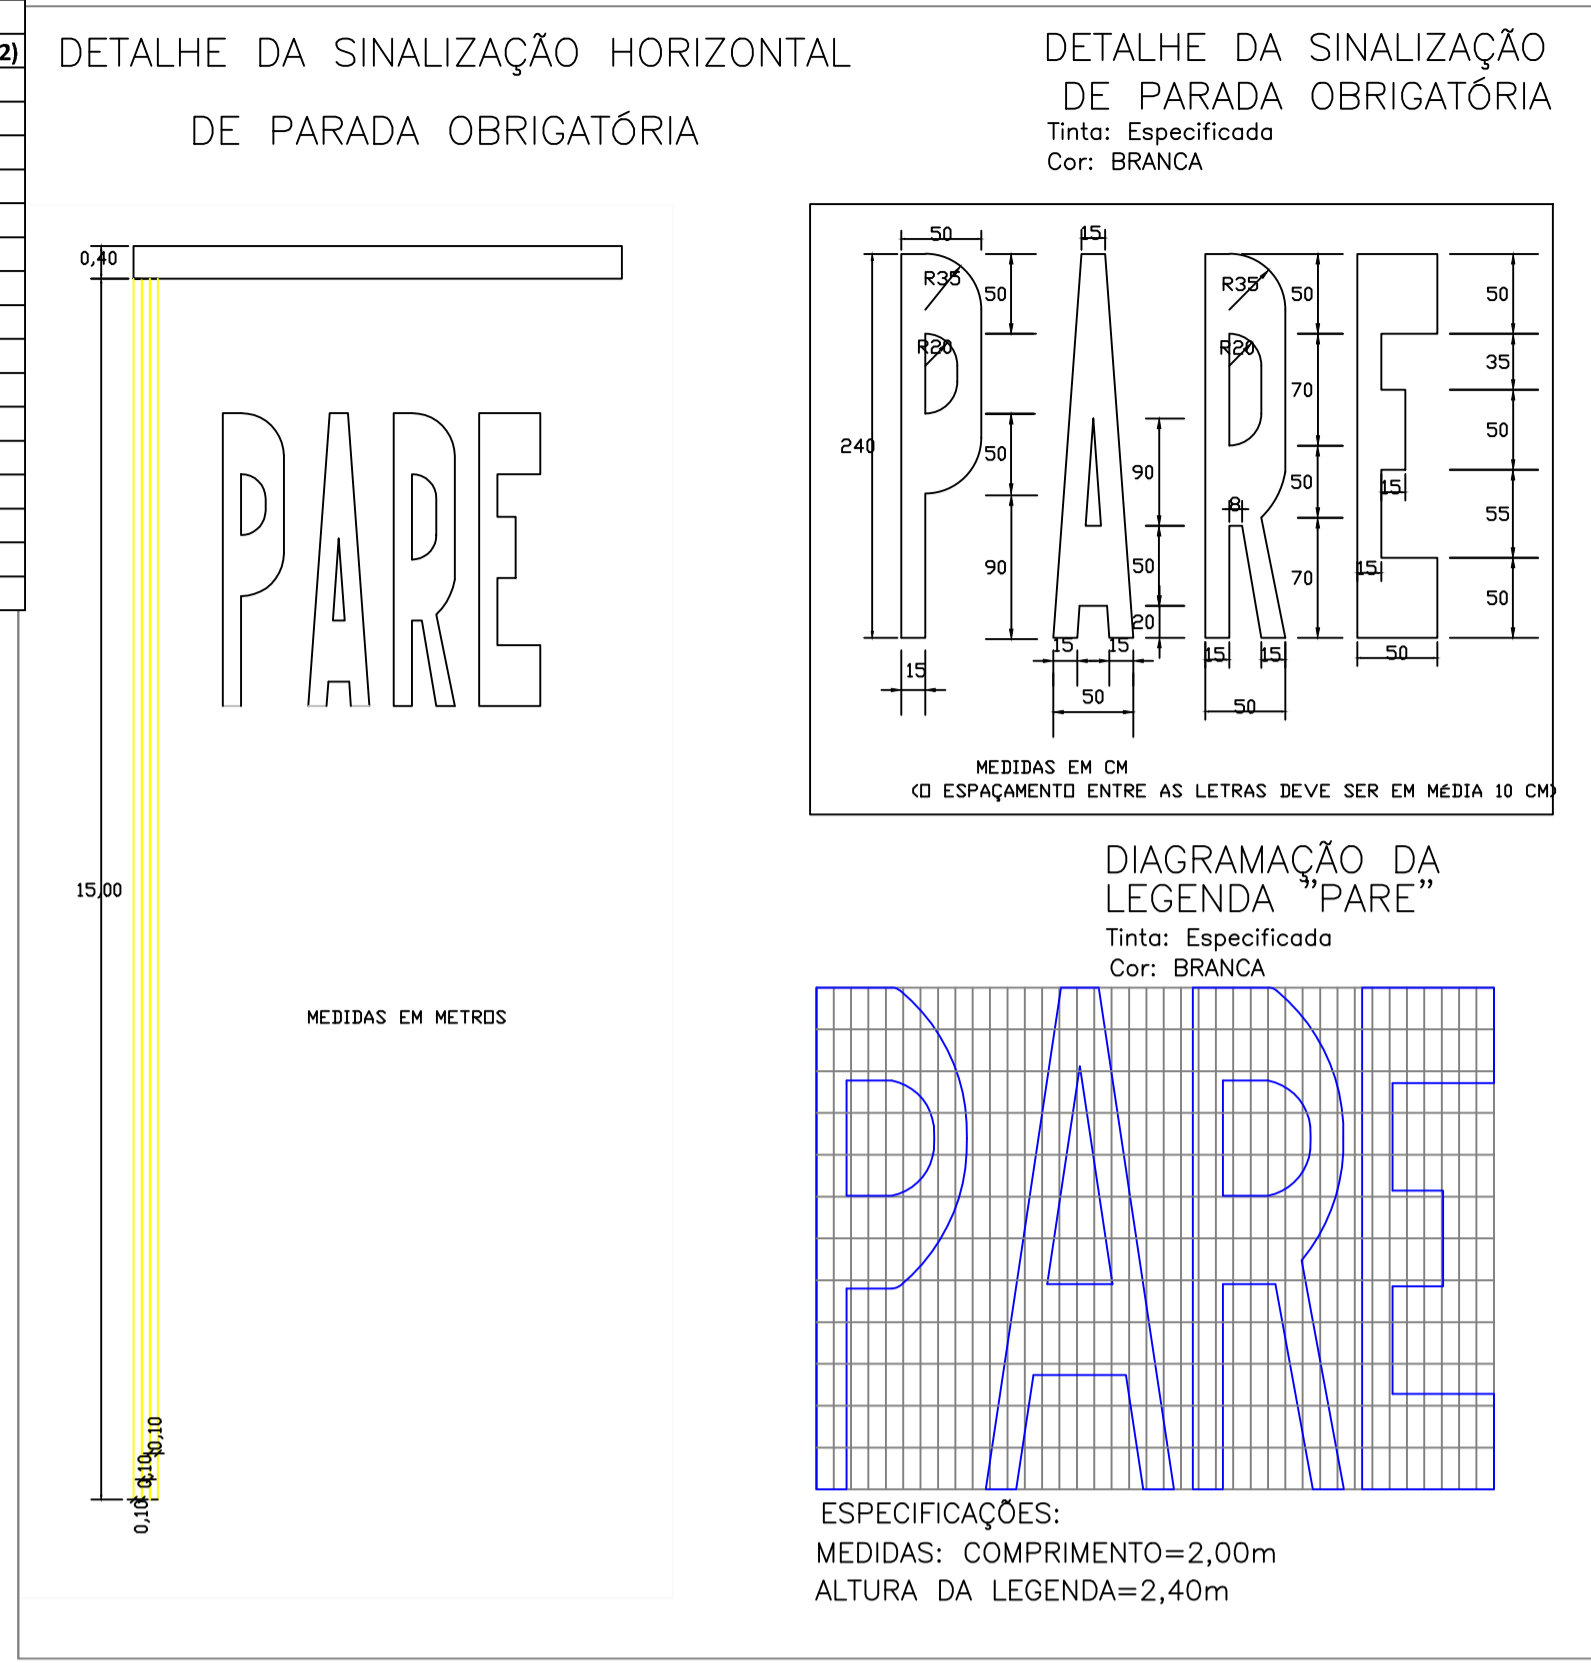 2)
DETALHE DA SINALIZAÇÃO HORIZONTAL
DE PARADA OBRIGATÓRIA
0,40
15,00
MEDIDAS EM METROS
0,10
0,10
0,10
DETALHE DA SINALIZAÇÃO
DE PARADA OBRIGATÓRIA
Tinta: Especificada
Cor: BRANCA
50
15
R35
50
R35
50
50
R20
R20
35
70
240
50
90
50
50
8
15
55
90
50
15
70
50
20
15
15
15
15
50
15
50
50
PARE
PARE
MEDIDAS EM CM
(O ESPAÇAMENTO ENTRE AS LETRAS DEVE SER EM MÉDIA 10 CM)
DIAGRAMAÇÃO DA
LEGENDA "PARE"
Tinta: Especificada
Cor: BRANCA
PARE
ESPECIFICAÇÕES:
MEDIDAS: COMPRIMENTO=2,00m
ALTURA DA LEGENDA=2,40m